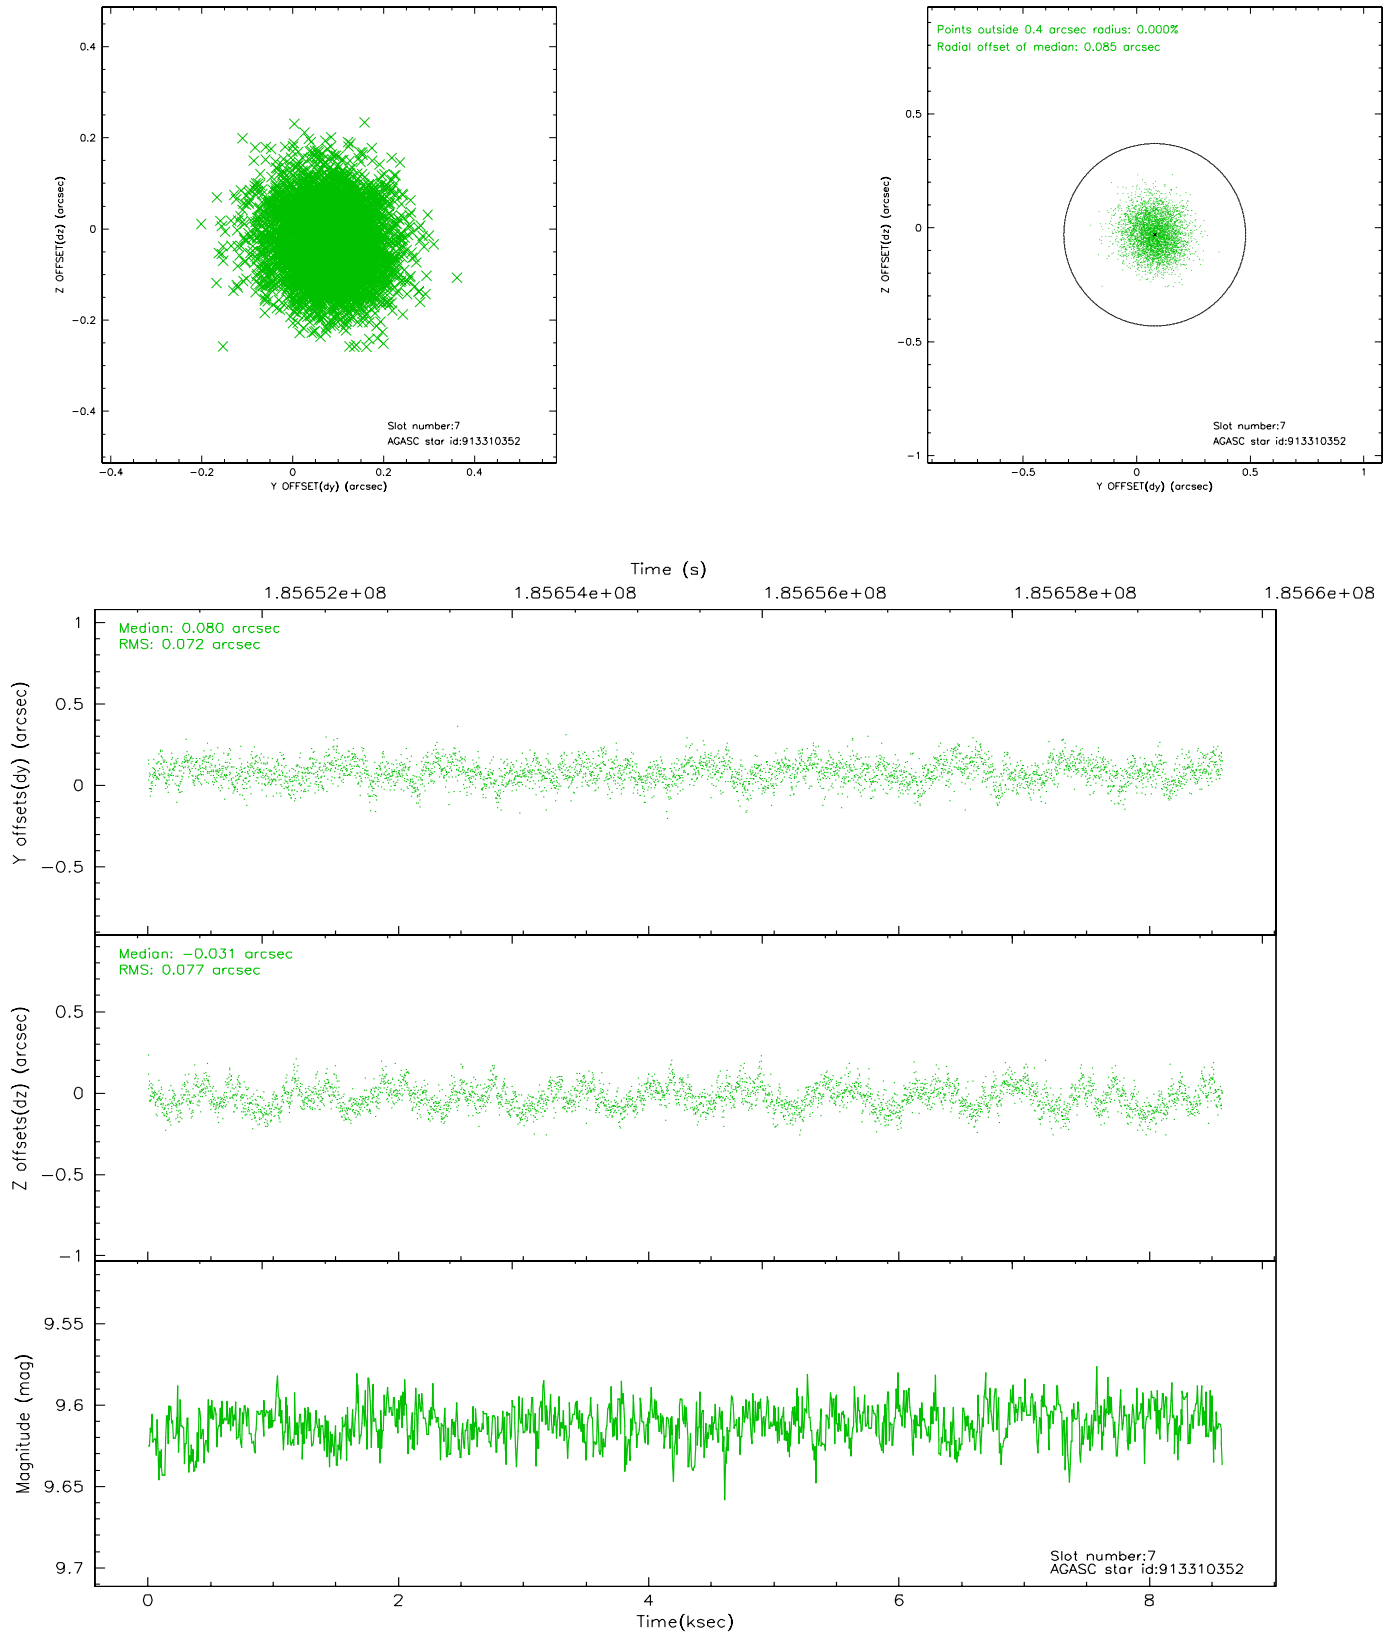 0.4
0.2
0
−0.2
−0.4
Z OFFSET(dz) (arcsec)
Slot number:7
AGASC star id:913310352
−0.4
−0.2
0
0.2
0.4
Y OFFSET(dy) (arcsec)
Points outside 0.4 arcsec radius: 0.000%
Radial offset of median: 0.085 arcsec
0.5
0
−0.5
−1
Z OFFSET(dz) (arcsec)
Slot number:7
AGASC star id:913310352
−0.5
0
0.5
1
Y OFFSET(dy) (arcsec)
Time (s)
1.85652e+08
1.85654e+08
1.85656e+08
1.85658e+08
1.8566e+08
Median: 0.080 arcsec
RMS: 0.072 arcsec
1
0.5
0
−0.5
Y offsets(dy) (arcsec)
Median: −0.031 arcsec
RMS: 0.077 arcsec
0.5
0
−0.5
−1
Z offsets(dz) (arcsec)
9.55
9.6
9.65
9.7
Magnitude (mag)
Slot number:7
AGASC star id:913310352
0
2
4
6
8
Time(ksec)